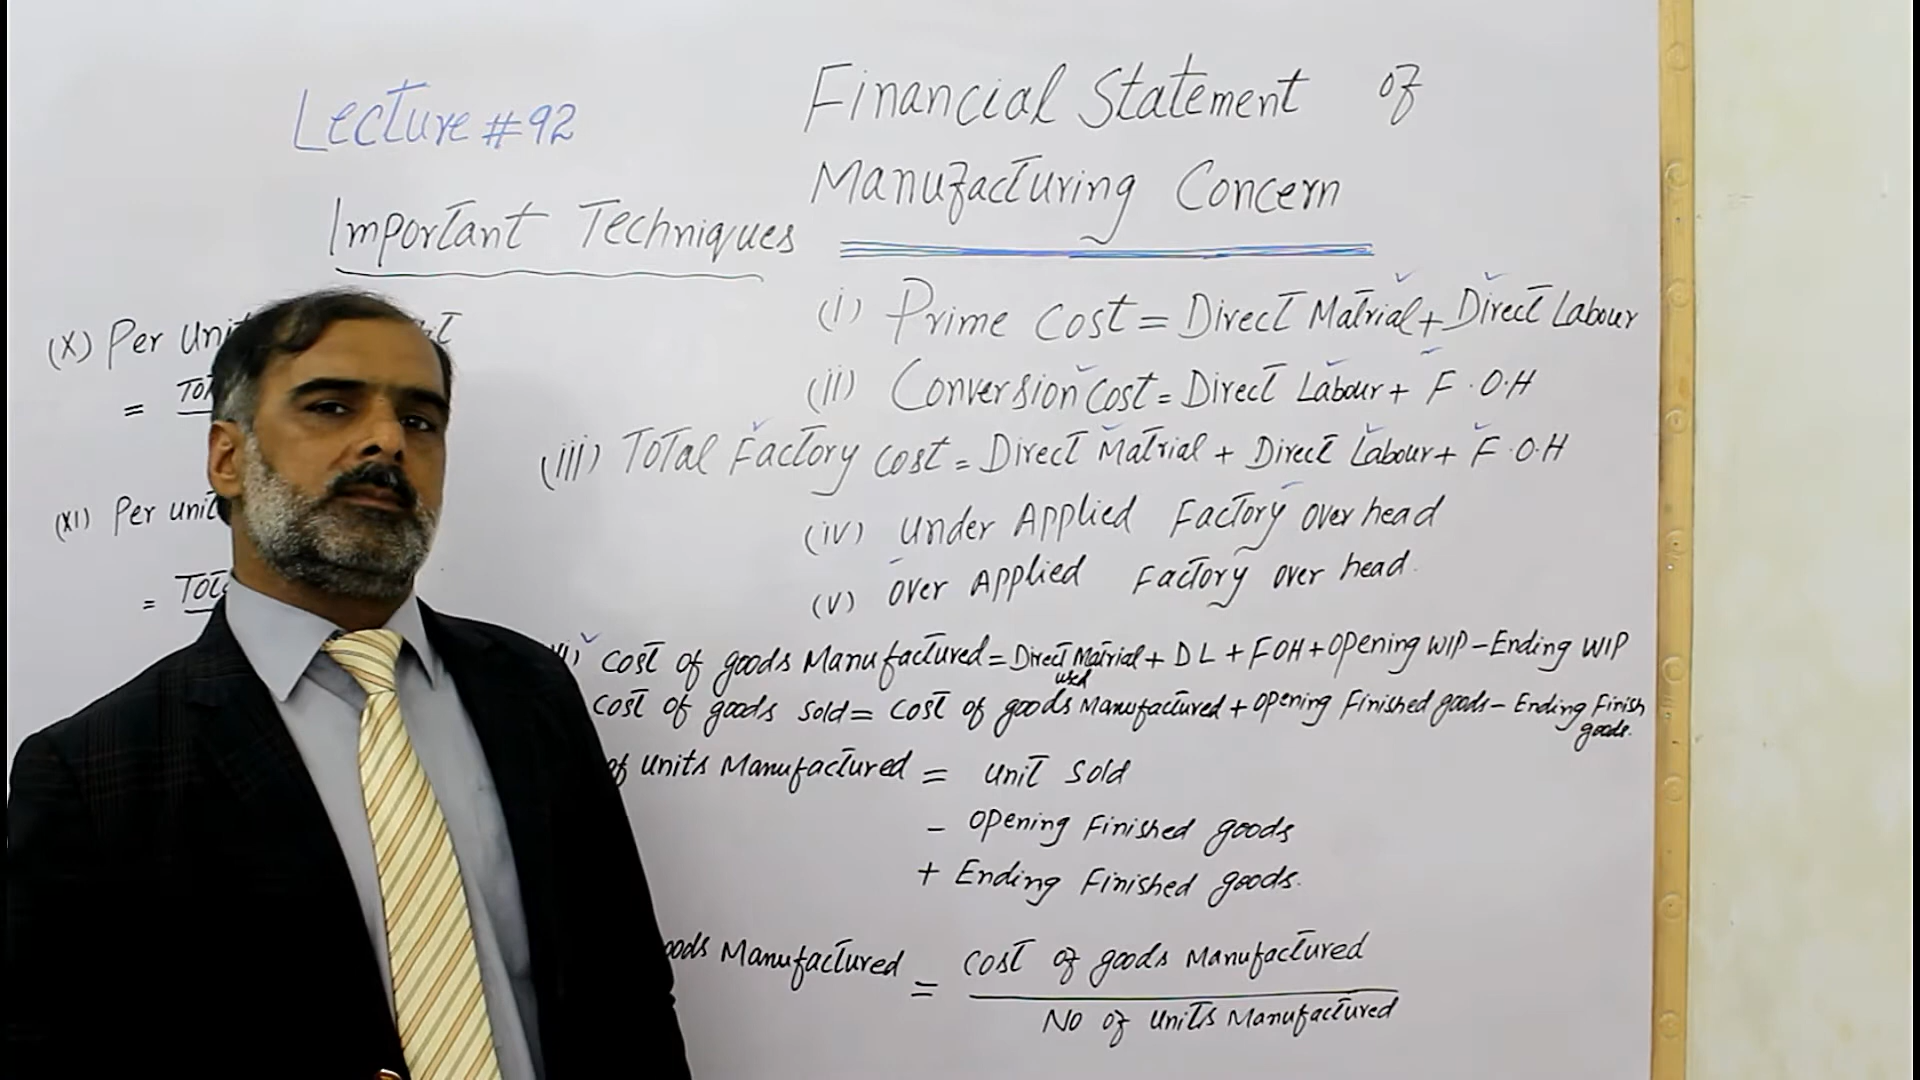 Lecture #92
Important Techniques
(X) Per
=
(XI) Per unit
=
Financial Statement of
Manufacturing Concern
(i) Prime Cost = Direct Matrial + Direct Labour
(ii) Conversion Cost = Direct Labour + F.O.H
(iii) Total Factory Cost = Direct Matrial + Direct Labour + F.O.H
(iv) under Applied Factory over head
(v) over Applied Factory over head.
cost of goods Manufactured = Direct Matrial used + DL + FOH + opening WIP - Ending WIP
cost of goods sold = cost of goods Manufactured + opening Finished goods - Ending Finish goods.
of units Manufactured = unit sold
- opening Finished goods
+ Ending Finished goods.
Manufactured = cost of goods Manufactured
No of units Manufactured